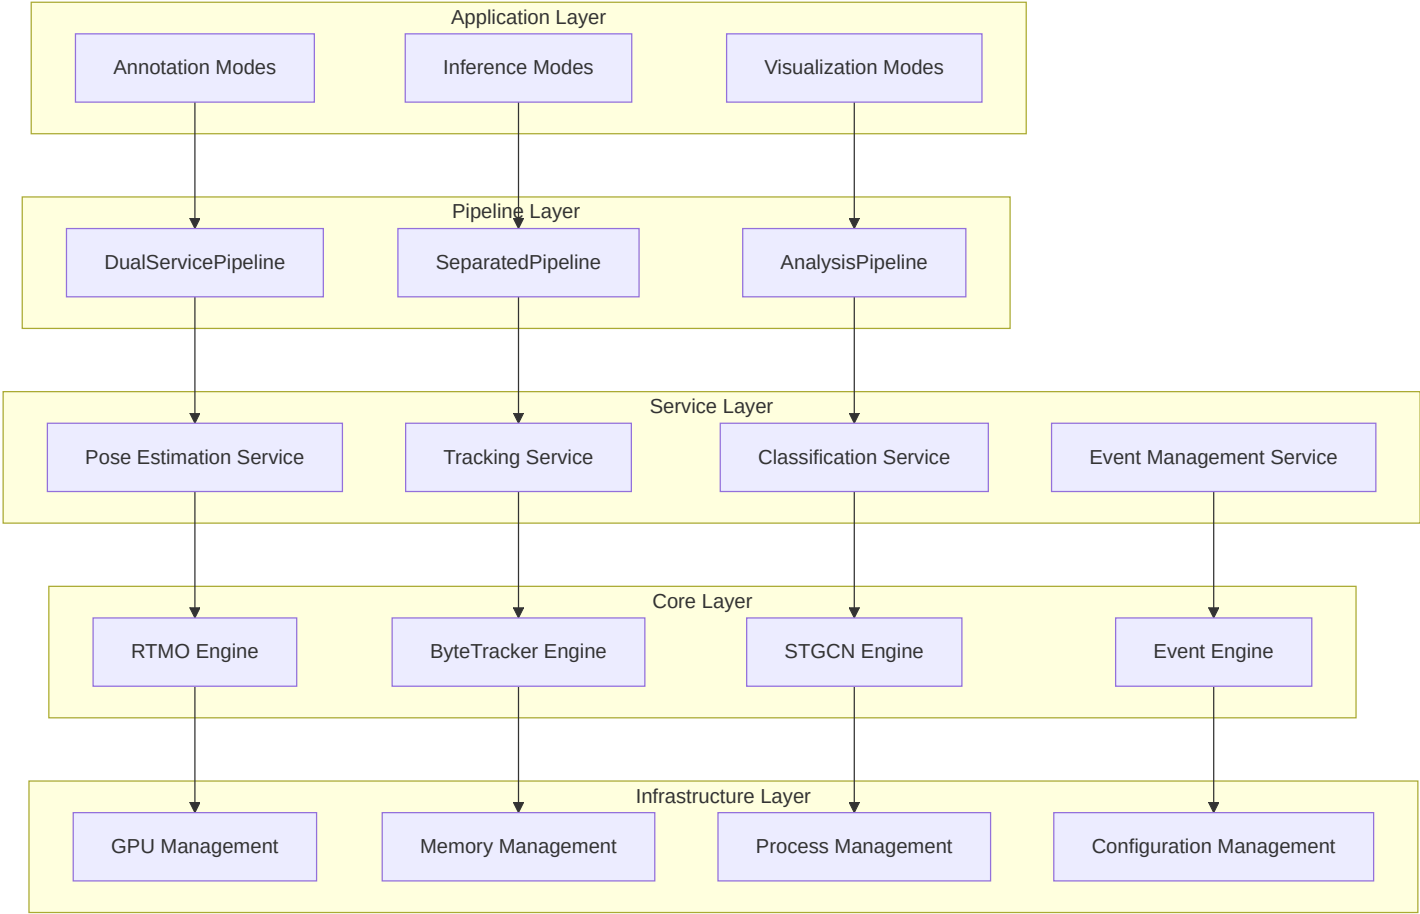 Application Layer
Annotation Modes
Inference Modes
Visualization Modes
Pipeline Layer
DualServicePipeline
SeparatedPipeline
AnalysisPipeline
Service Layer
Pose Estimation Service
Tracking Service
Classification Service
Event Management Service
Core Layer
RTMO Engine
ByteTracker Engine
STGCN Engine
Event Engine
Infrastructure Layer
GPU Management
Memory Management
Process Management
Configuration Management